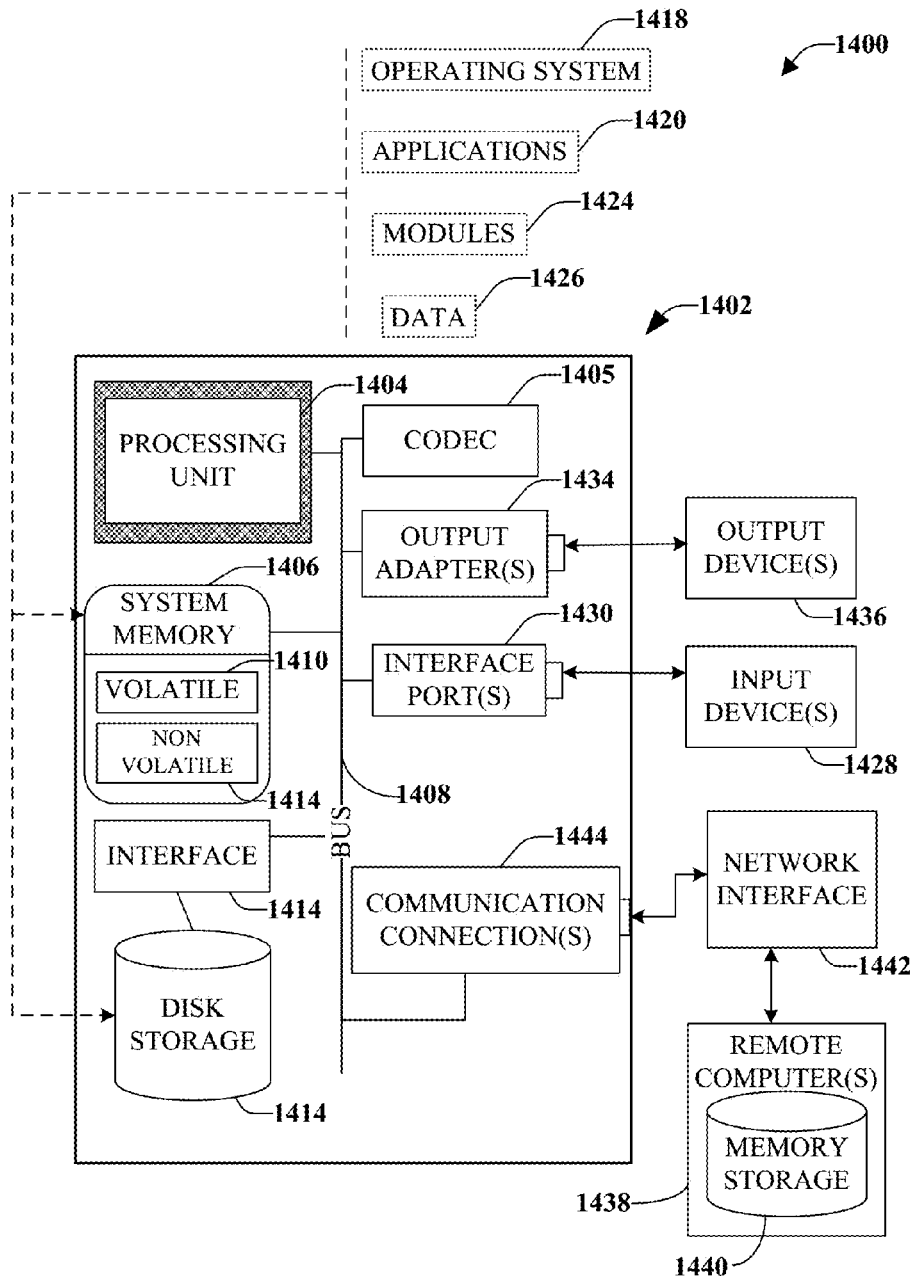 1418
1400
OPERATING SYSTEM
1420
APPLICATIONS
1424
MODULES
1426
DATA
1402
1404
PROCESSING
UNIT
1405
CODEC
1434
OUTPUT
ADAPTER(S)
OUTPUT
DEVICE(S)
1436
1406
SYSTEM
MEMORY
1410
VOLATILE
NON
VOLATILE
1414
1430
INTERFACE
PORT(S)
INPUT
DEVICE(S)
1428
1408
BUS
INTERFACE
1414
1444
COMMUNICATION
CONNECTION(S)
NETWORK
INTERFACE
1442
DISK
STORAGE
1414
REMOTE
COMPUTER(S)
MEMORY
STORAGE
1438
1440